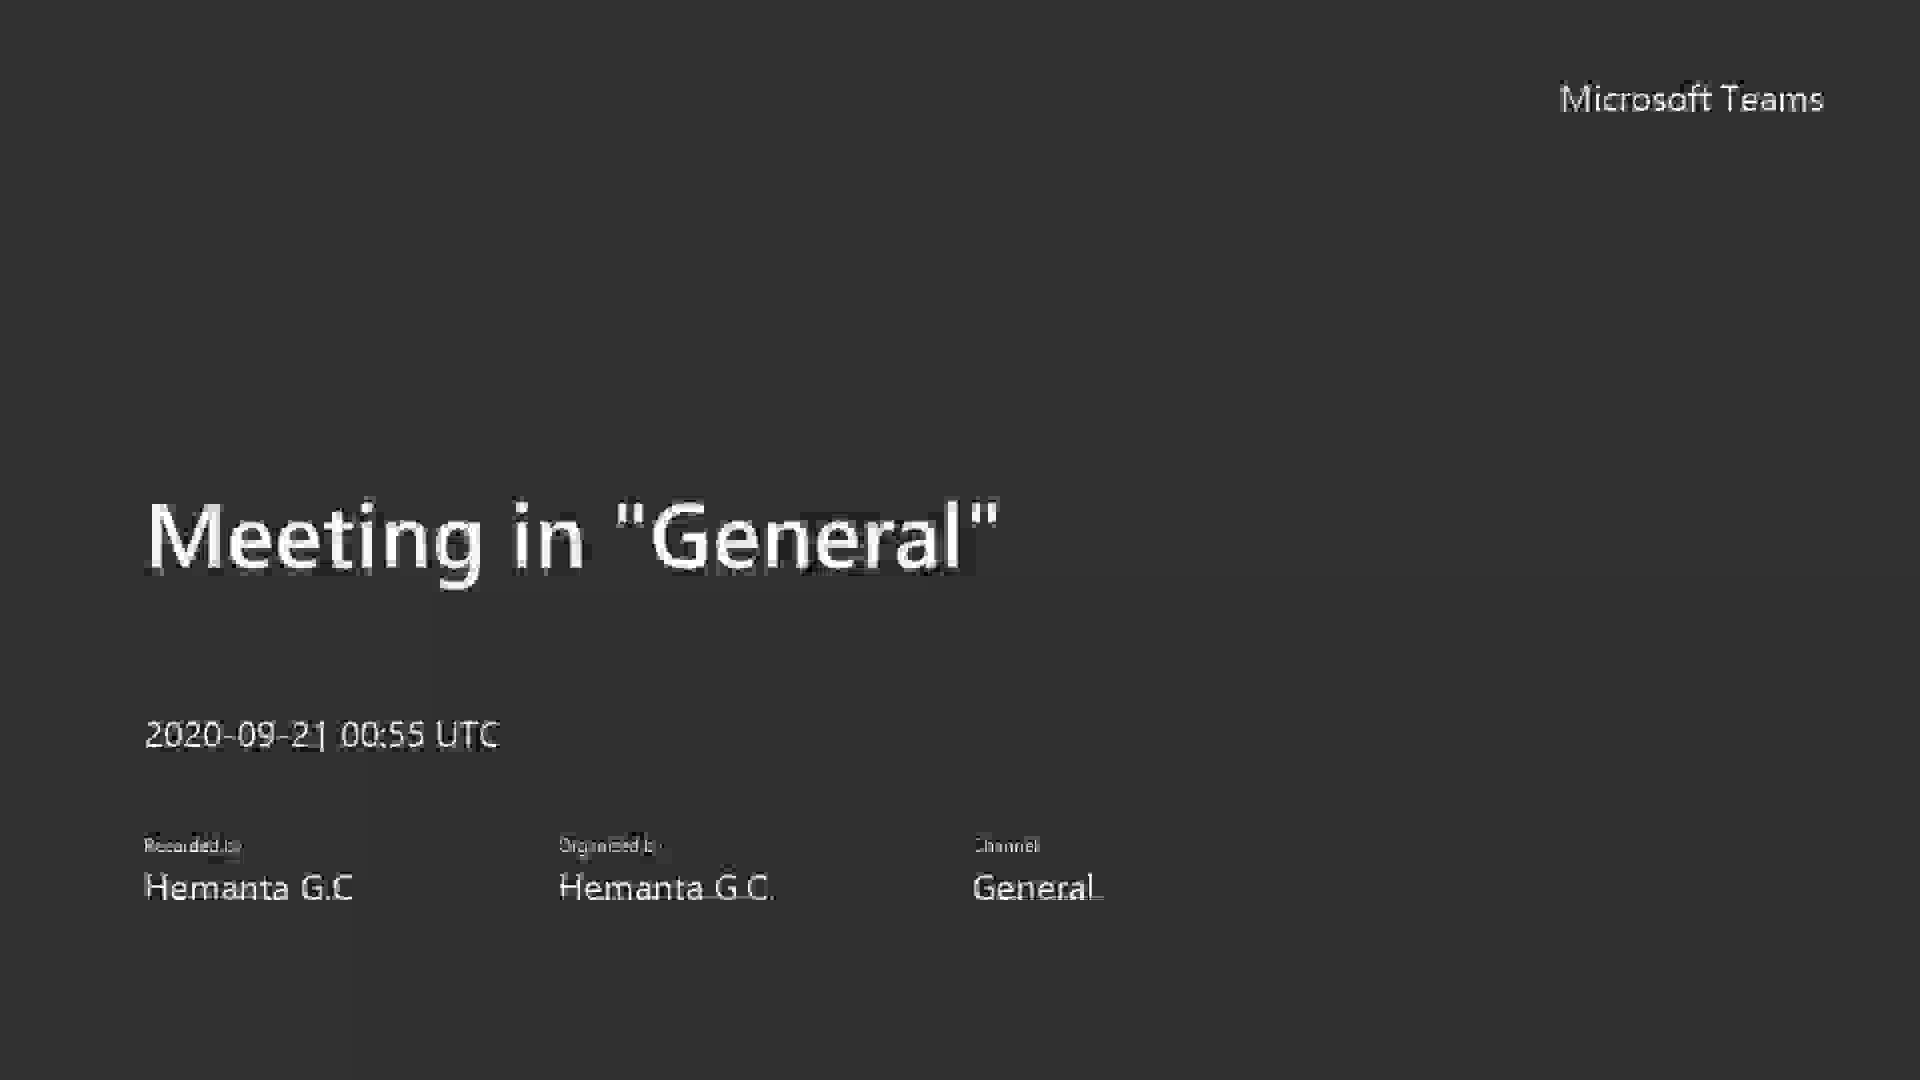 Microsoft Teams
Meeting in "General"
2020-09-21 00:55 UTC
Recorded by Organized by Channel
Hemanta G.C Hemanta G.C. General